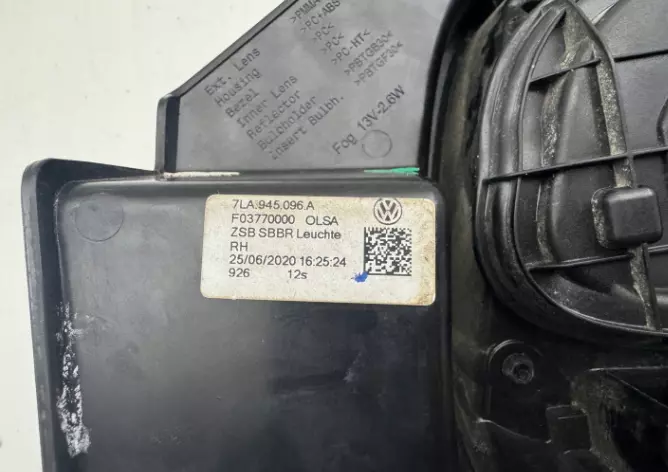 Ext. Lens >PMMA
Housing >PC+ABS
Bezel >PC<
Inner Lens >PC<
Reflector >PC-HT<
Bulbholder >PBTGB30<
Insert Bulbh. >PBTGF30<
Fog 13V-2.6W
7LA.945.096.A
F03770000 OLSA
ZSB SBBR Leuchte
RH
25/06/2020 16:25:24
926 12s